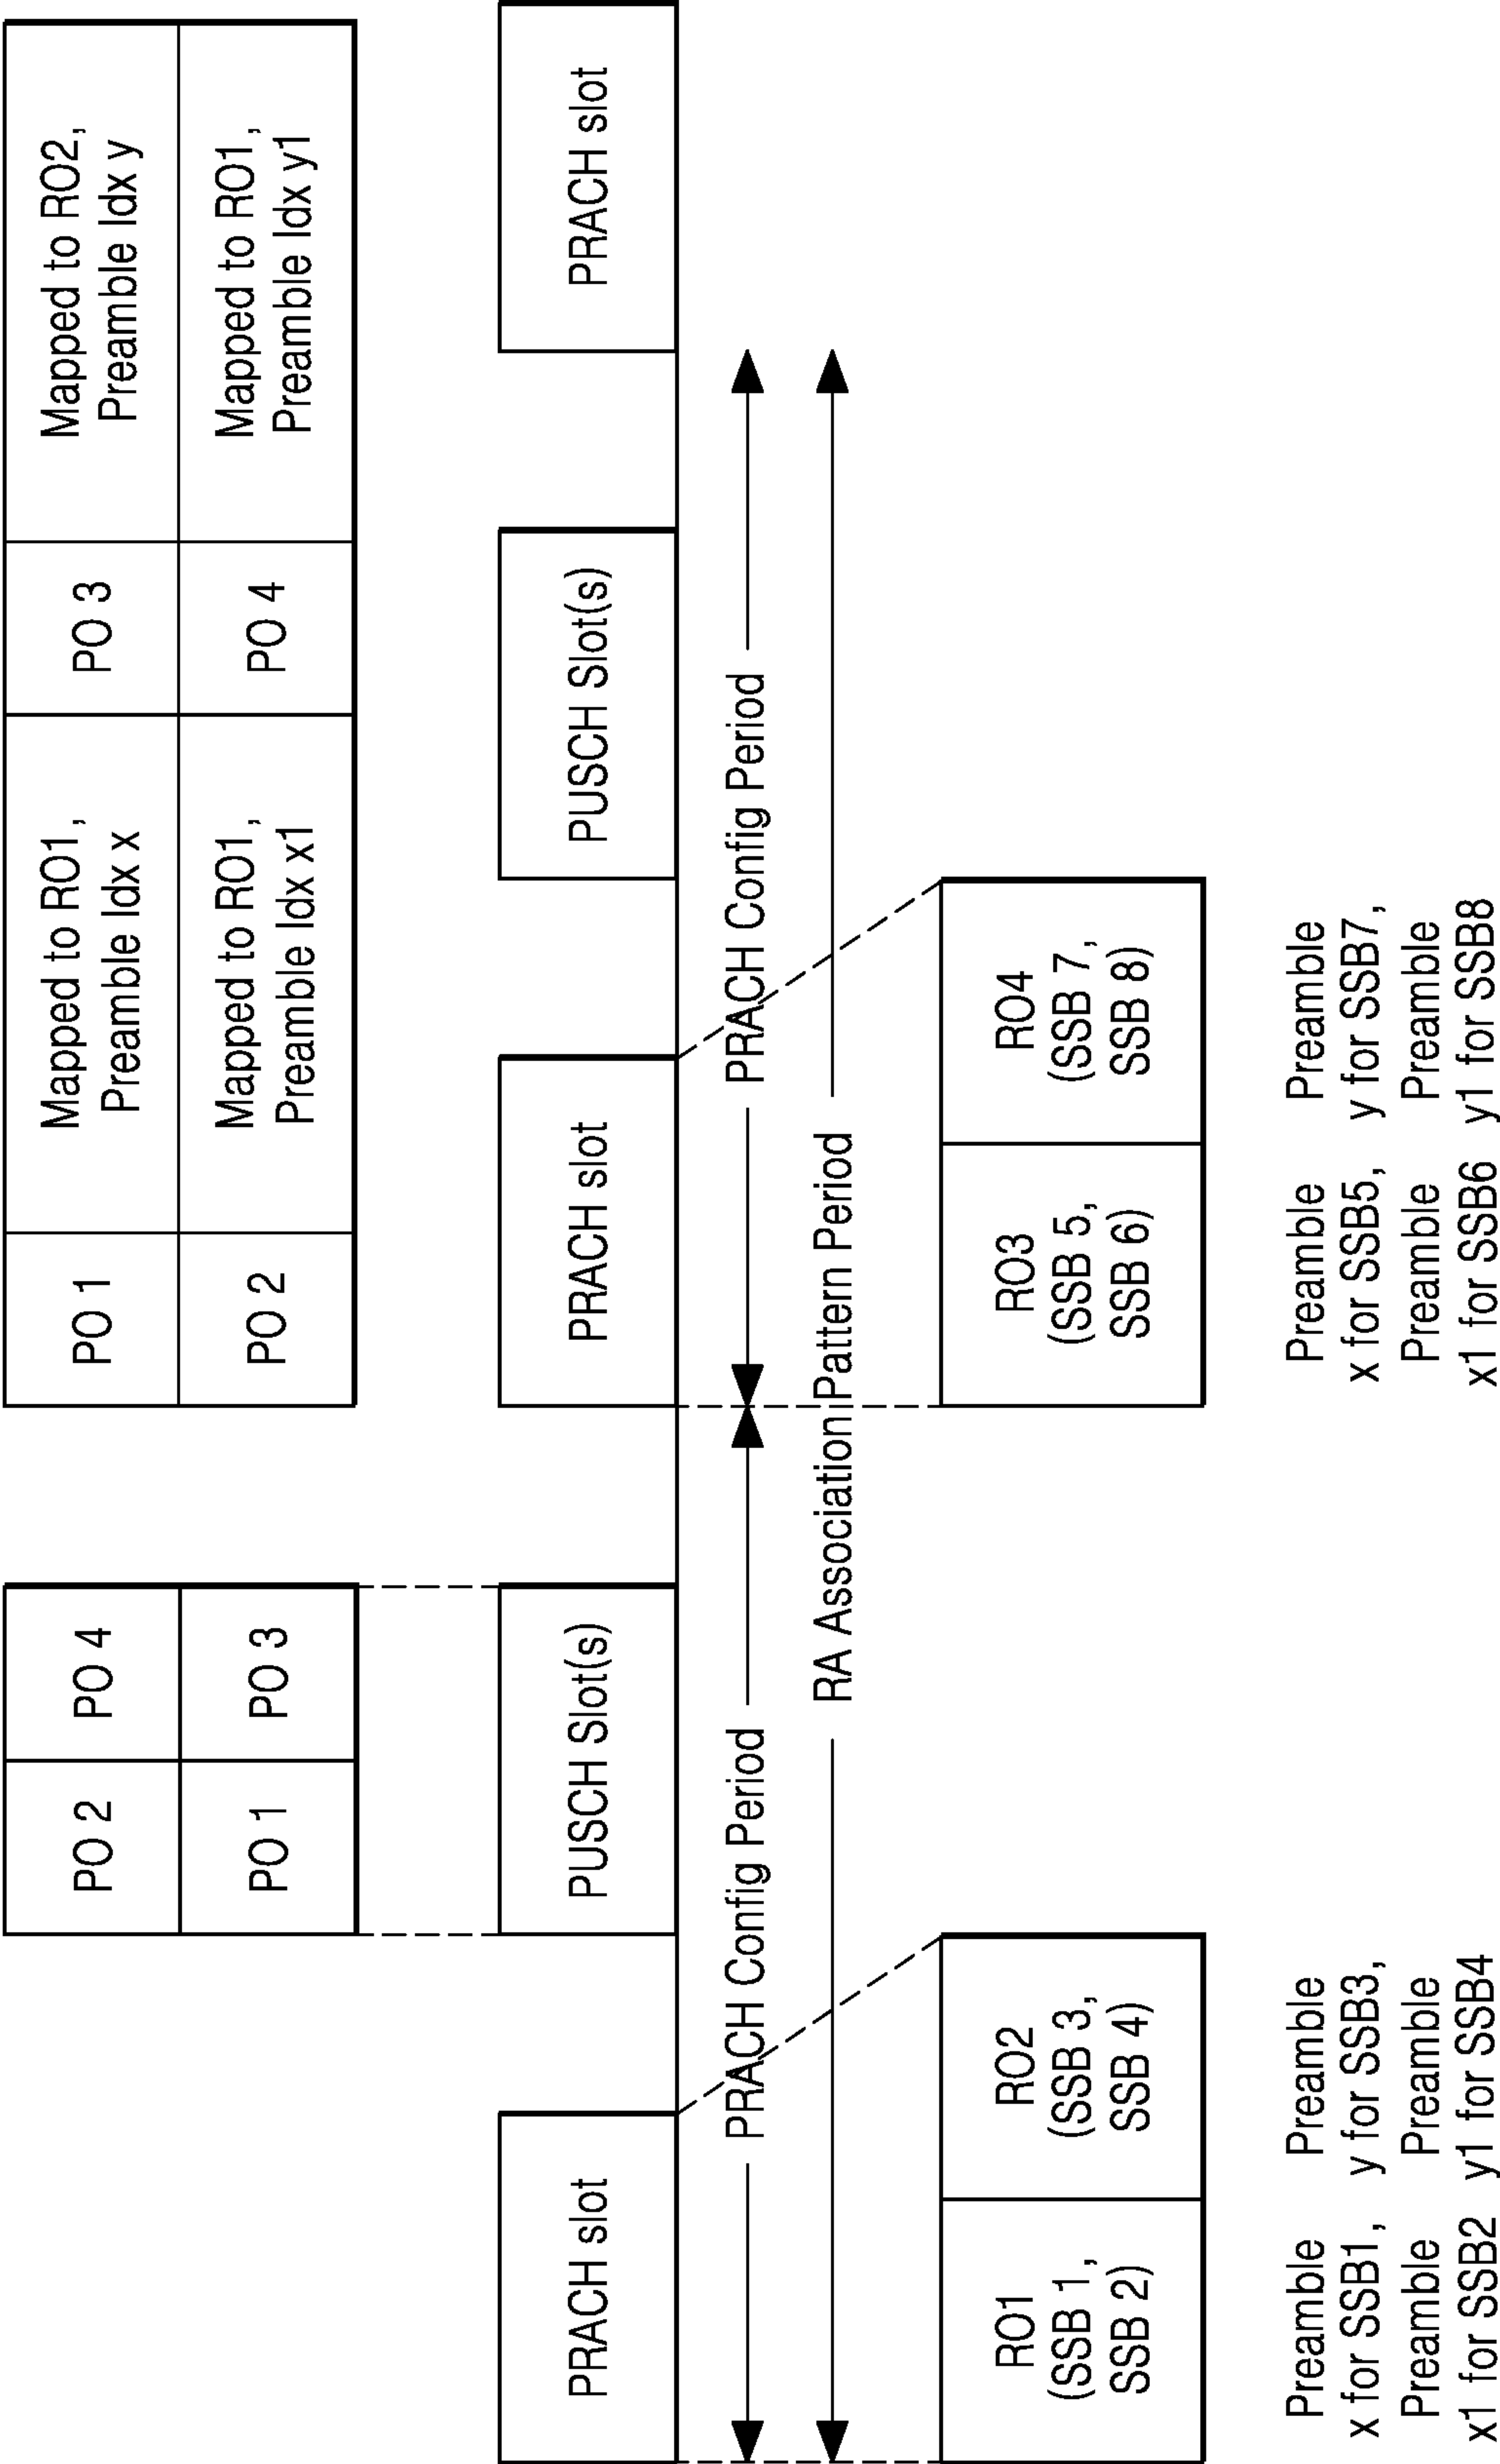 PO 2
PO 4
PO 1
PO 3
PO 1
Mapped to RO1,
Preamble Idx x
PO 3
Mapped to RO2,
Preamble Idx y
PO 2
Mapped to RO1,
Preamble Idx x1
PO 4
Mapped to RO1,
Preamble Idx y1
PRACH slot
PUSCH Slot(s)
PRACH slot
PUSCH Slot(s)
PRACH slot
PRACH Config Period
PRACH Config Period
RA Association Pattern Period
RO1
(SSB 1,
SSB 2)
RO2
(SSB 3,
SSB 4)
RO3
(SSB 5,
SSB 6)
RO4
(SSB 7,
SSB 8)
Preamble
x for SSB1,
Preamble
x1 for SSB2
Preamble
y for SSB3,
Preamble
y1 for SSB4
Preamble
x for SSB5,
Preamble
x1 for SSB6
Preamble
y for SSB7,
Preamble
y1 for SSB8